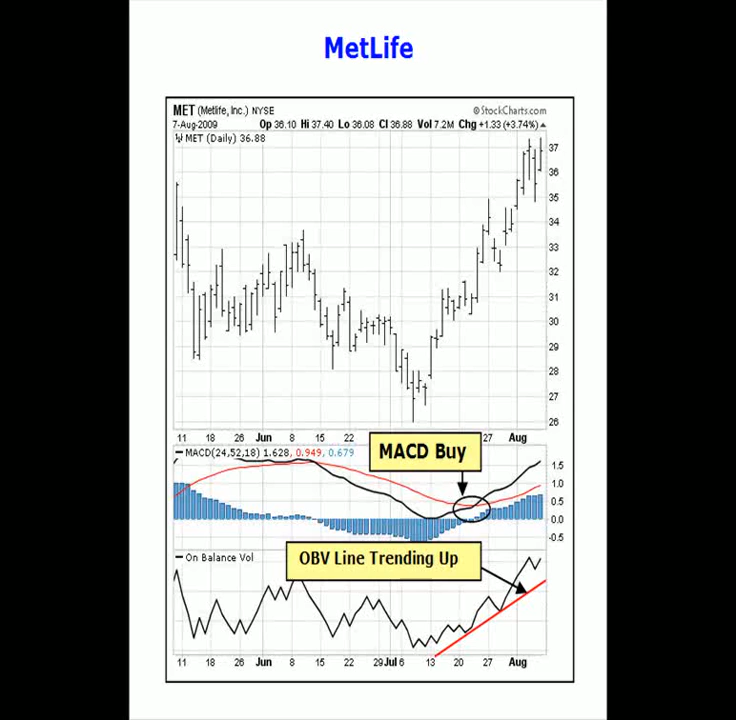 MetLife
MET (Metlife, Inc.) NYSE
©StockCharts.com
7-Aug-2009
Op 36.10 Hi 37.40 Lo 36.08 Cl 36.88 Vol 7.2M Chg +1.33 (+3.74%)
MET (Daily) 36.88
37
36
35
34
33
32
31
30
29
28
27
26
11 18 26 Jun 8 15 22 27 Aug
MACD Buy
MACD(24,52,18) 1.628, 0.949, 0.679
1.5
1.0
0.5
0.0
-0.5
OBV Line Trending Up
On Balance Vol
11 18 26 Jun 8 15 22 29 Jul 6 13 20 27 Aug